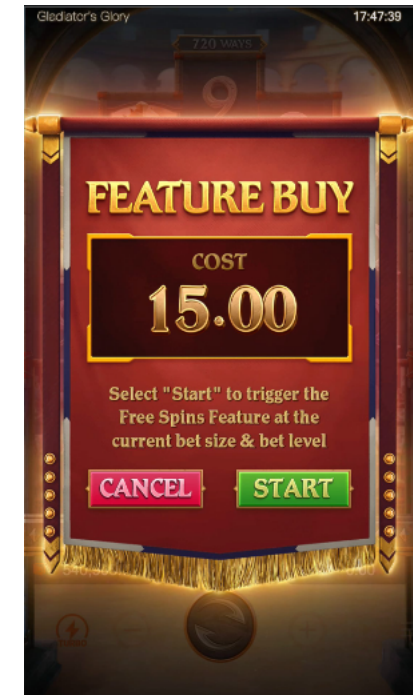 Gladiator's Glory 17:47:39
720 WAYS
9
FEATURE BUY
COST
15.00
Select "Start" to trigger the
Free Spins Feature at the
current bet size & bet level
CANCEL START